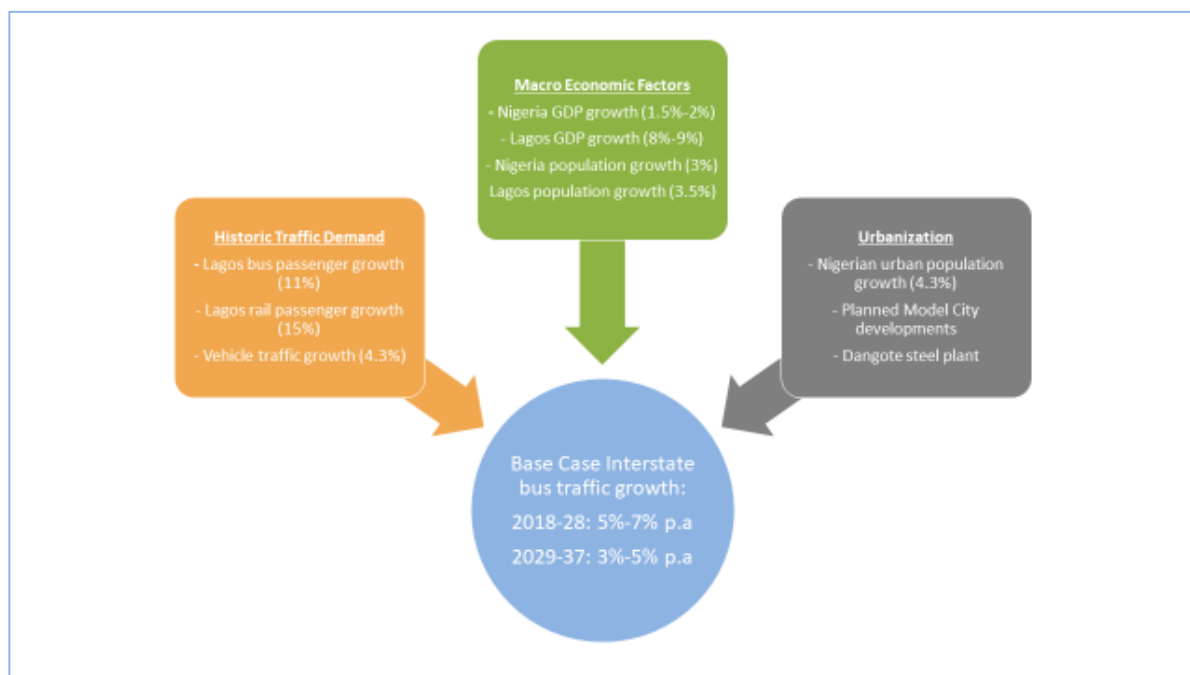 Macro Economic Factors
- Nigeria GDP growth (1.5%-2%)
- Lagos GDP growth (8%-9%)
- Nigeria population growth (3%)
Lagos population growth (3.5%)
Historic Traffic Demand
- Lagos bus passenger growth
(11%)
- Lagos rail passenger growth
(15%)
- Vehicle traffic growth (4.3%)
Urbanization
- Nigerian urban population
growth (4.3%)
- Planned Model City
developments
- Dangote steel plant
Base Case Interstate
bus traffic growth:
2018-28: 5%-7% p.a
2029-37: 3%-5% p.a